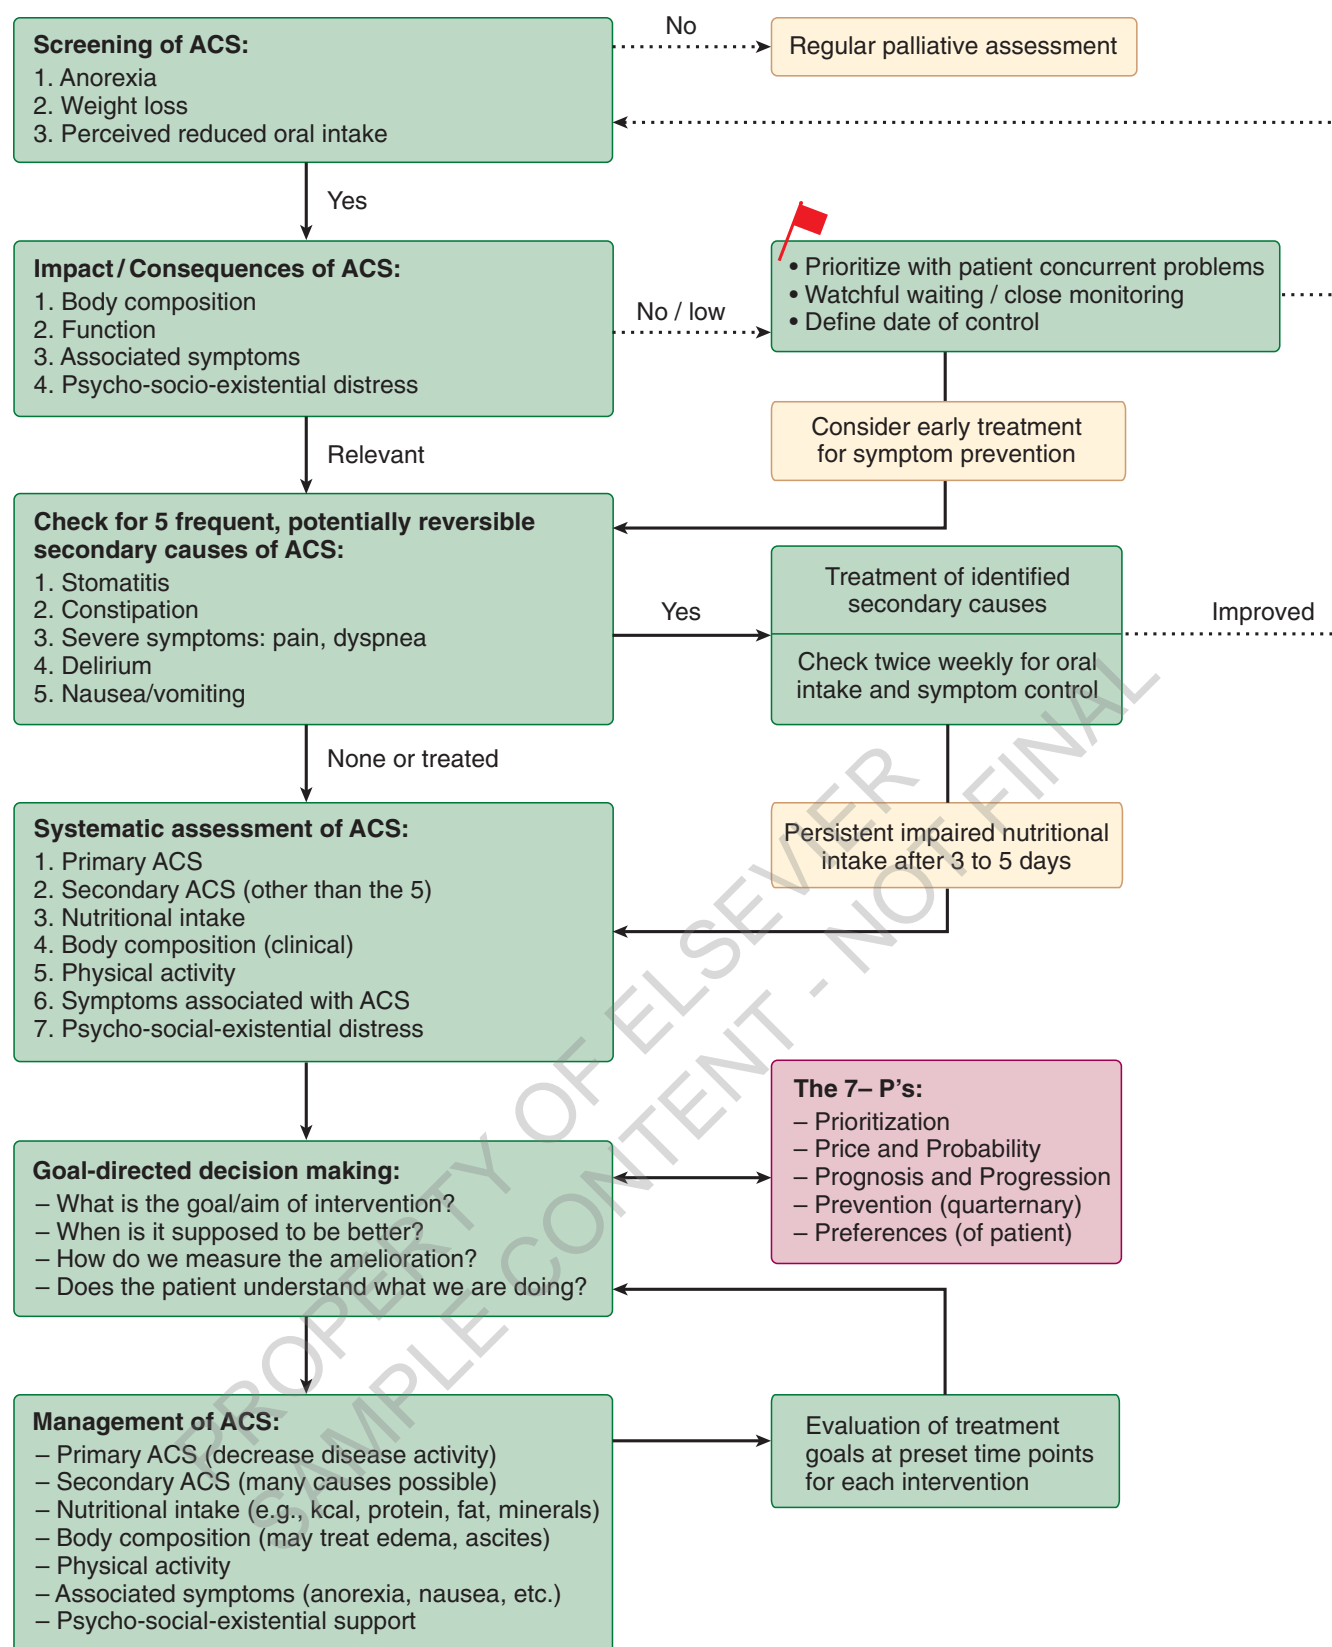 Screening of ACS:
1. Anorexia
2. Weight loss
3. Perceived reduced oral intake
No
Regular palliative assessment
Yes
Impact / Consequences of ACS:
1. Body composition
2. Function
3. Associated symptoms
4. Psycho-socio-existential distress
No / low
• Prioritize with patient concurrent problems
• Watchful waiting / close monitoring
• Define date of control
Consider early treatment
for symptom prevention
Relevant
Check for 5 frequent, potentially reversible
secondary causes of ACS:
1. Stomatitis
2. Constipation
3. Severe symptoms: pain, dyspnea
4. Delirium
5. Nausea/vomiting
Yes
Treatment of identified
secondary causes
Check twice weekly for oral
intake and symptom control
Improved
None or treated
Persistent impaired nutritional
intake after 3 to 5 days
Systematic assessment of ACS:
1. Primary ACS
2. Secondary ACS (other than the 5)
3. Nutritional intake
4. Body composition (clinical)
5. Physical activity
6. Symptoms associated with ACS
7. Psycho-social-existential distress
Goal-directed decision making:
– What is the goal/aim of intervention?
– When is it supposed to be better?
– How do we measure the amelioration?
– Does the patient understand what we are doing?
The 7– P's:
– Prioritization
– Price and Probability
– Prognosis and Progression
– Prevention (quarternary)
– Preferences (of patient)
Management of ACS:
– Primary ACS (decrease disease activity)
– Secondary ACS (many causes possible)
– Nutritional intake (e.g., kcal, protein, fat, minerals)
– Body composition (may treat edema, ascites)
– Physical activity
– Associated symptoms (anorexia, nausea, etc.)
– Psycho-social-existential support
Evaluation of treatment
goals at preset time points
for each intervention
PROPERTY OF ELSEVIER
SAMPLE CONTENT - NOT FINAL